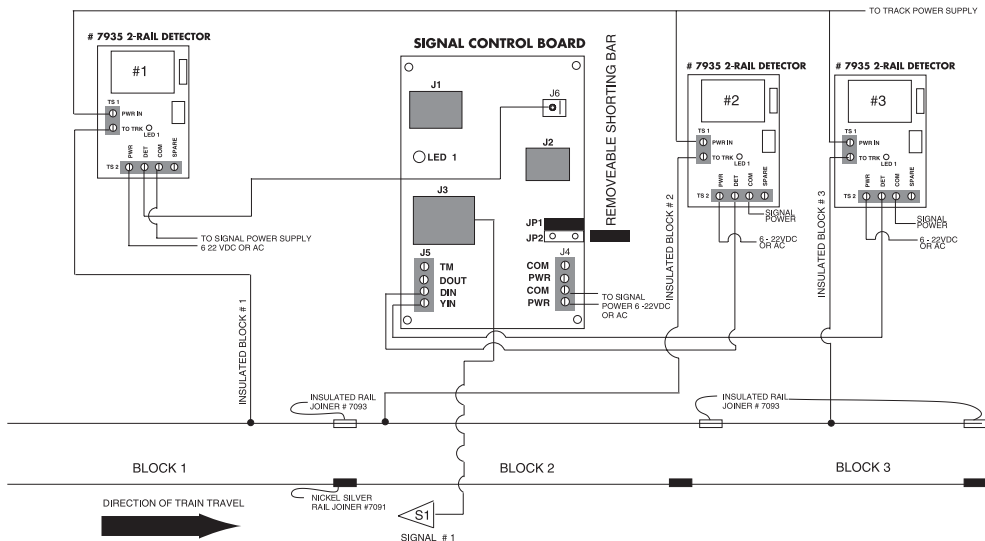 TO TRACK POWER SUPPLY
# 7935 2-RAIL DETECTOR
#1
TS 1
PWR IN
TO TRK
LED 1
PWR
DET
COM
SPARE
TS 2
TO SIGNAL POWER SUPPLY
6 22 VDC OR AC
INSULATED BLOCK # 1
SIGNAL CONTROL BOARD
J1
J6
LED 1
J2
J3
JP1
JP2
J5
TM
DOUT
DIN
YIN
J4
COM
PWR
COM
PWR
TO SIGNAL
POWER 6 -22VDC
OR AC
REMOVEABLE SHORTING BAR
INSULATED BLOCK # 2
# 7935 2-RAIL DETECTOR
#2
TS 1
PWR IN
TO TRK
LED 1
PWR
DET
COM
SPARE
TS 2
SIGNAL
POWER
6 - 22VDC
OR AC
INSULATED BLOCK # 3
# 7935 2-RAIL DETECTOR
#3
TS 1
PWR IN
TO TRK
LED 1
PWR
DET
COM
SPARE
TS 2
SIGNAL
POWER
6 - 22VDC
OR AC
INSULATED RAIL
JOINER # 7093
INSULATED RAIL
JOINER # 7093
BLOCK 1
BLOCK 2
BLOCK 3
DIRECTION OF TRAIN TRAVEL
NICKEL SILVER
RAIL JOINER #7091
S1
SIGNAL # 1